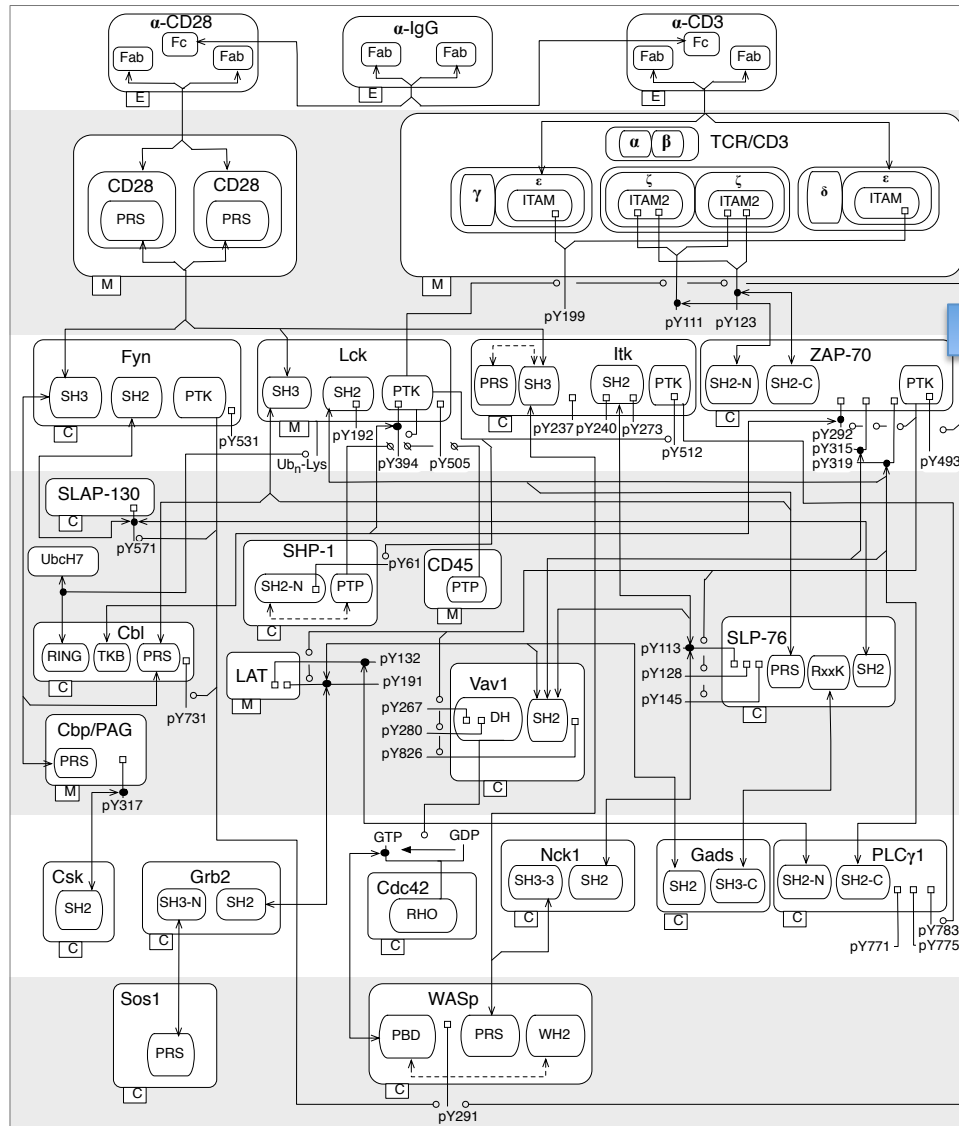 α-CD28 α-IgG α-CD3
Fc Fc
Fab Fab Fab Fab Fab Fab
E E E
TCR/CD3
α β
CD28 CD28
PRS PRS
γ ε ITAM
ζ ITAM2
ζ ITAM2
δ ε ITAM
M M
pY199 pY111 pY123
Fyn Lck Itk ZAP-70
SH3 SH2 PTK
SH3 SH2 PTK
PRS SH3 SH2 PTK
SH2-N SH2-C PTK
C M C C
pY531 pY192 pY237 pY240 pY273 pY292
pY315
Ubn-Lys pY394 pY505 pY512 pY319 pY493
SLAP-130
C
pY571
UbcH7
SHP-1
SH2-N PTP
C
pY61
CD45
PTP
M
Cbl
RING TKB PRS
C
pY731
LAT
M
pY132
pY191
Vav1
DH SH2
C
pY267
pY280
pY826
SLP-76
PRS RxxK SH2
C
pY113
pY128
pY145
Cbp/PAG
PRS
M
pY317
GTP GDP
Csk
SH2
C
Grb2
SH3-N SH2
C
Cdc42
RHO
C
Nck1
SH3-3 SH2
C
Gads
SH2 SH3-C
C
PLCγ1
SH2-N SH2-C
C
pY783
pY771 pY775
Sos1
PRS
C
WASp
PBD PRS WH2
C
pY291